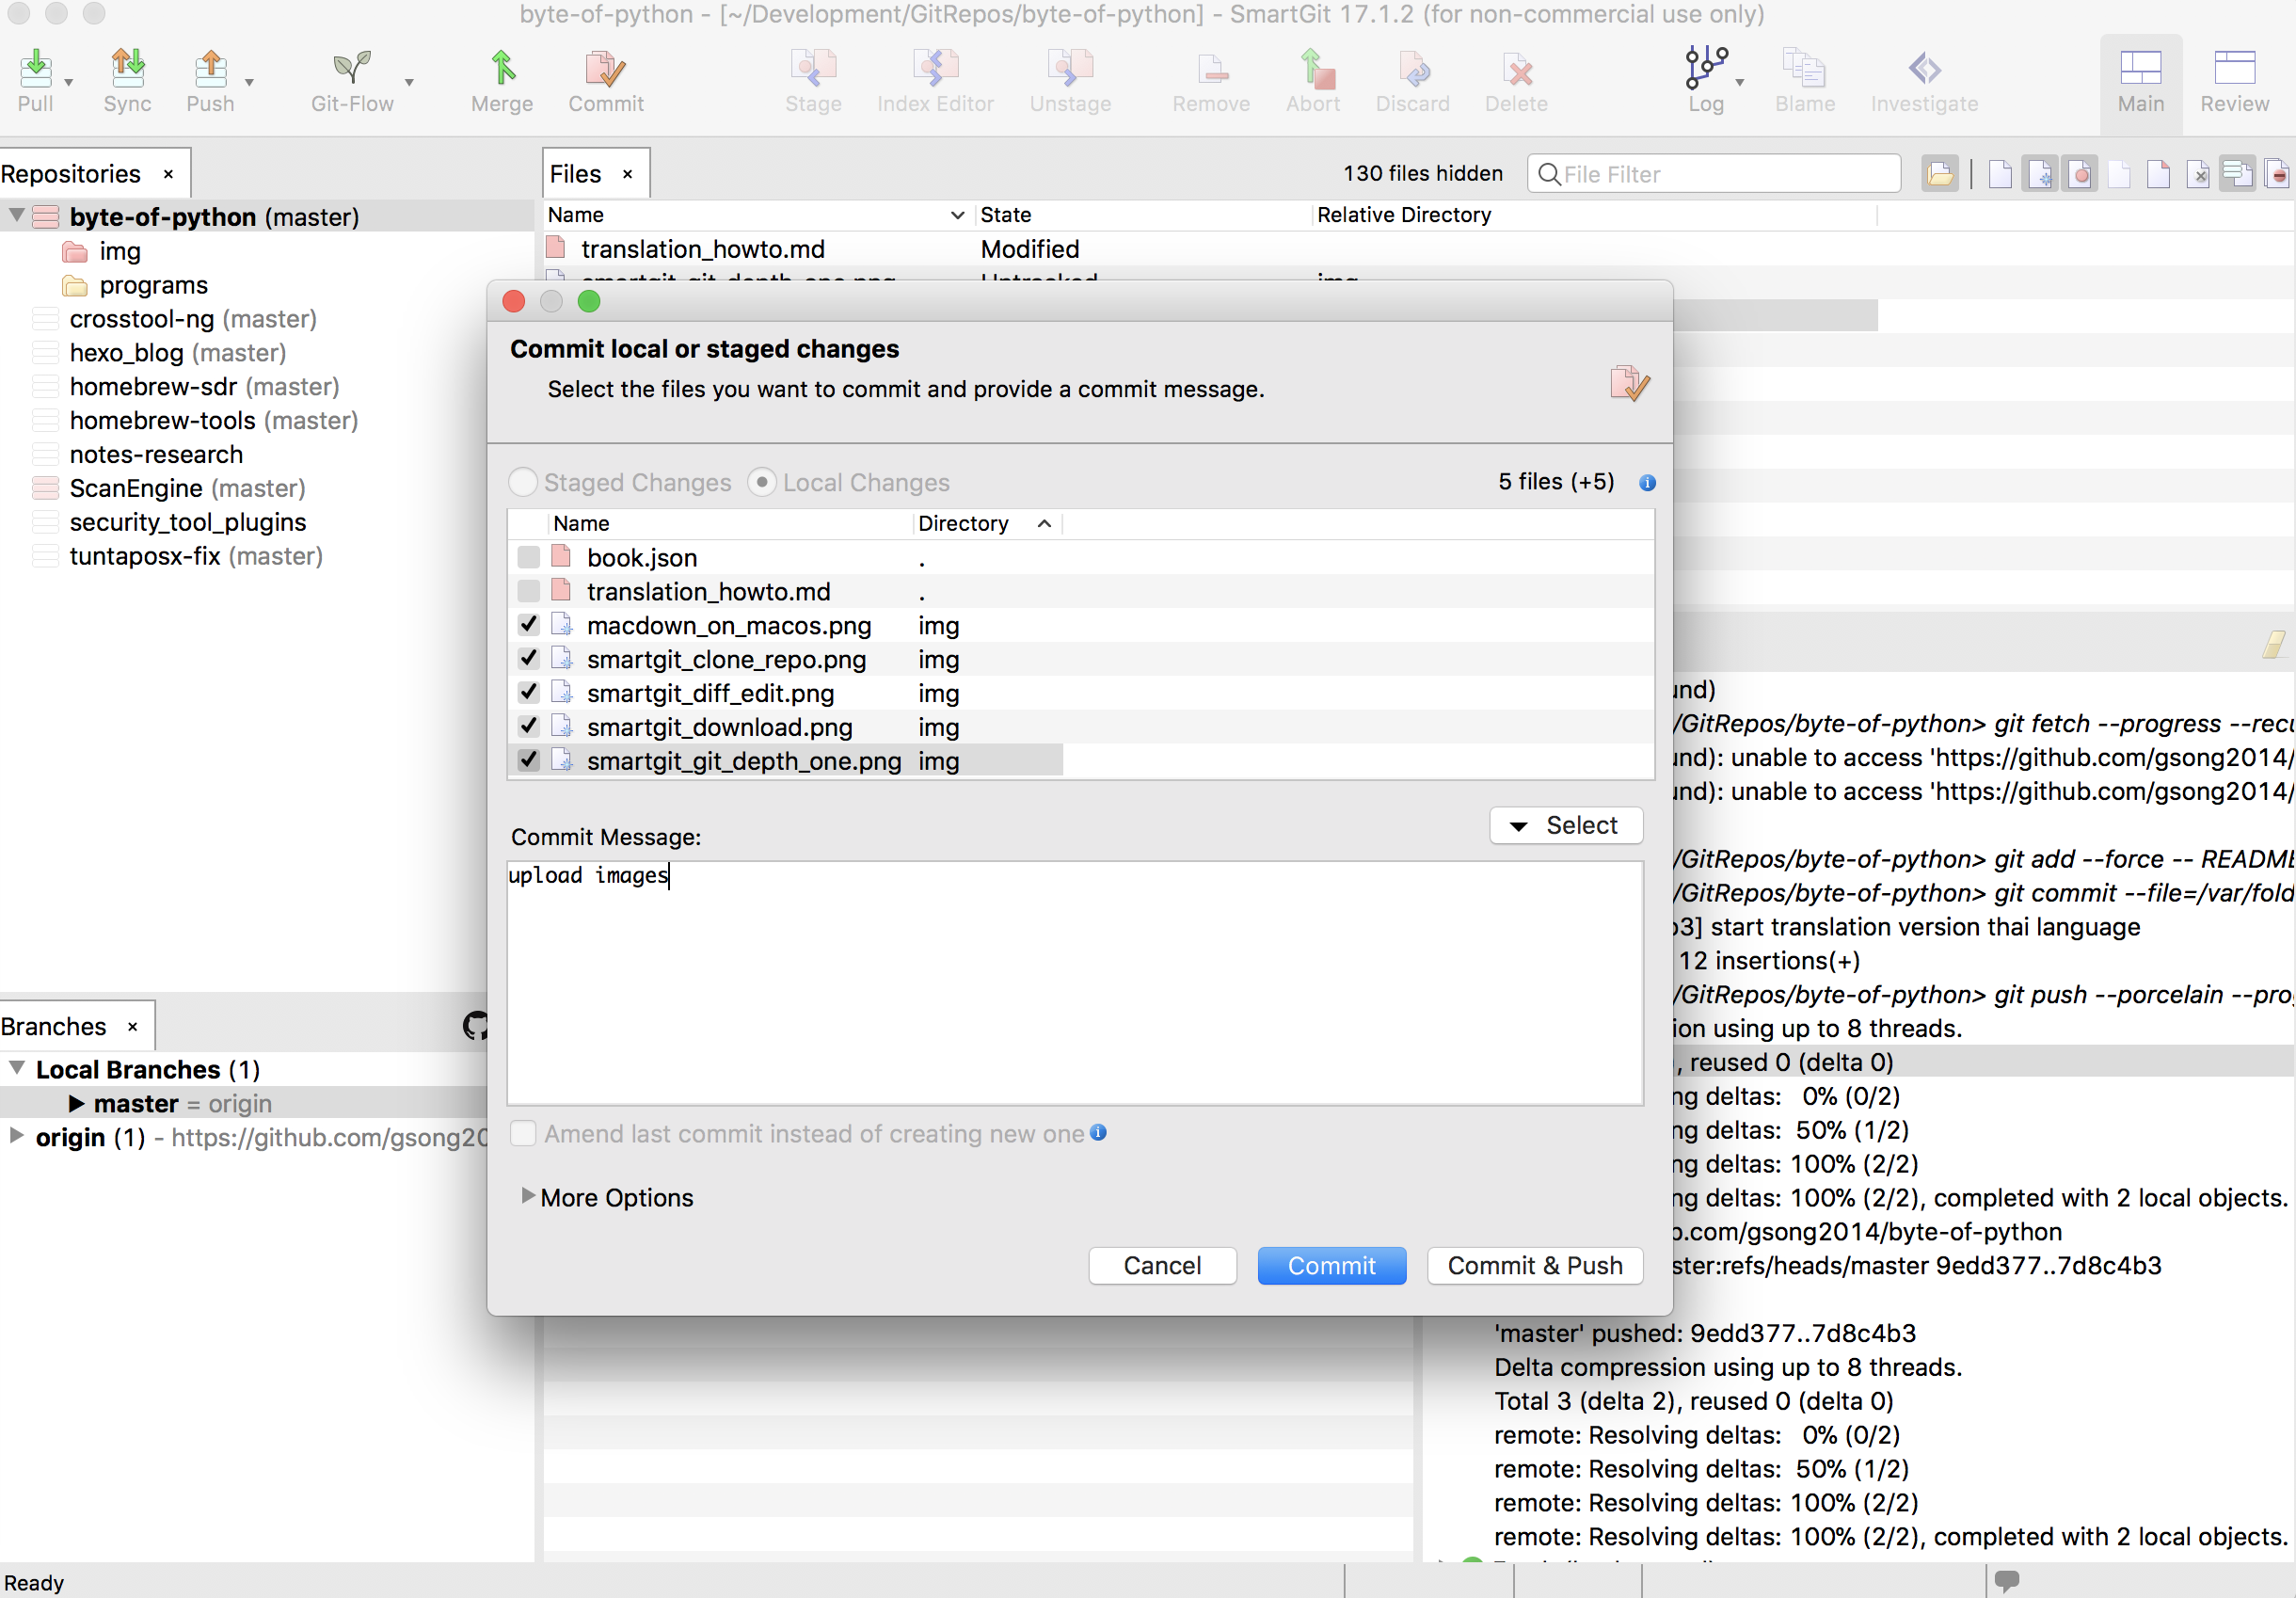 byte-of-python - [~/Development/GitRepos/byte-of-python] - SmartGit 17.1.2 (for non-commercial use only)
Pull Sync Push Git-Flow Merge Commit Stage Index Editor Unstage Remove Abort Discard Delete Log Blame Investigate Main Review
Repositories ×
byte-of-python (master)
img
programs
crosstool-ng (master)
hexo_blog (master)
homebrew-sdr (master)
homebrew-tools (master)
notes-research
ScanEngine (master)
security_tool_plugins
tuntaposx-fix (master)
Files ×
130 files hidden
File Filter
Name State Relative Directory
translation_howto.md Modified
smartgit_git_depth_one.png Untracked img
Commit local or staged changes
Select the files you want to commit and provide a commit message.
Staged Changes Local Changes 5 files (+5)
Name Directory
book.json .
translation_howto.md .
macdown_on_macos.png img
smartgit_clone_repo.png img
smartgit_diff_edit.png img
smartgit_download.png img
smartgit_git_depth_one.png img
Select
Commit Message:
upload images
Amend last commit instead of creating new one
More Options
Cancel Commit Commit & Push
und)
/GitRepos/byte-of-python> git fetch --progress --recu
und): unable to access 'https://github.com/gsong2014/
und): unable to access 'https://github.com/gsong2014/
/GitRepos/byte-of-python> git add --force -- README
/GitRepos/byte-of-python> git commit --file=/var/fold
b3] start translation version thai language
12 insertions(+)
/GitRepos/byte-of-python> git push --porcelain --prog
ion using up to 8 threads.
, reused 0 (delta 0)
ng deltas: 0% (0/2)
ng deltas: 50% (1/2)
ng deltas: 100% (2/2)
ng deltas: 100% (2/2), completed with 2 local objects.
b.com/gsong2014/byte-of-python
ster:refs/heads/master 9edd377..7d8c4b3
'master' pushed: 9edd377..7d8c4b3
Delta compression using up to 8 threads.
Total 3 (delta 2), reused 0 (delta 0)
remote: Resolving deltas: 0% (0/2)
remote: Resolving deltas: 50% (1/2)
remote: Resolving deltas: 100% (2/2)
remote: Resolving deltas: 100% (2/2), completed with 2 local objects.
Branches ×
Local Branches (1)
master = origin
origin (1) - https://github.com/gsong20
Ready